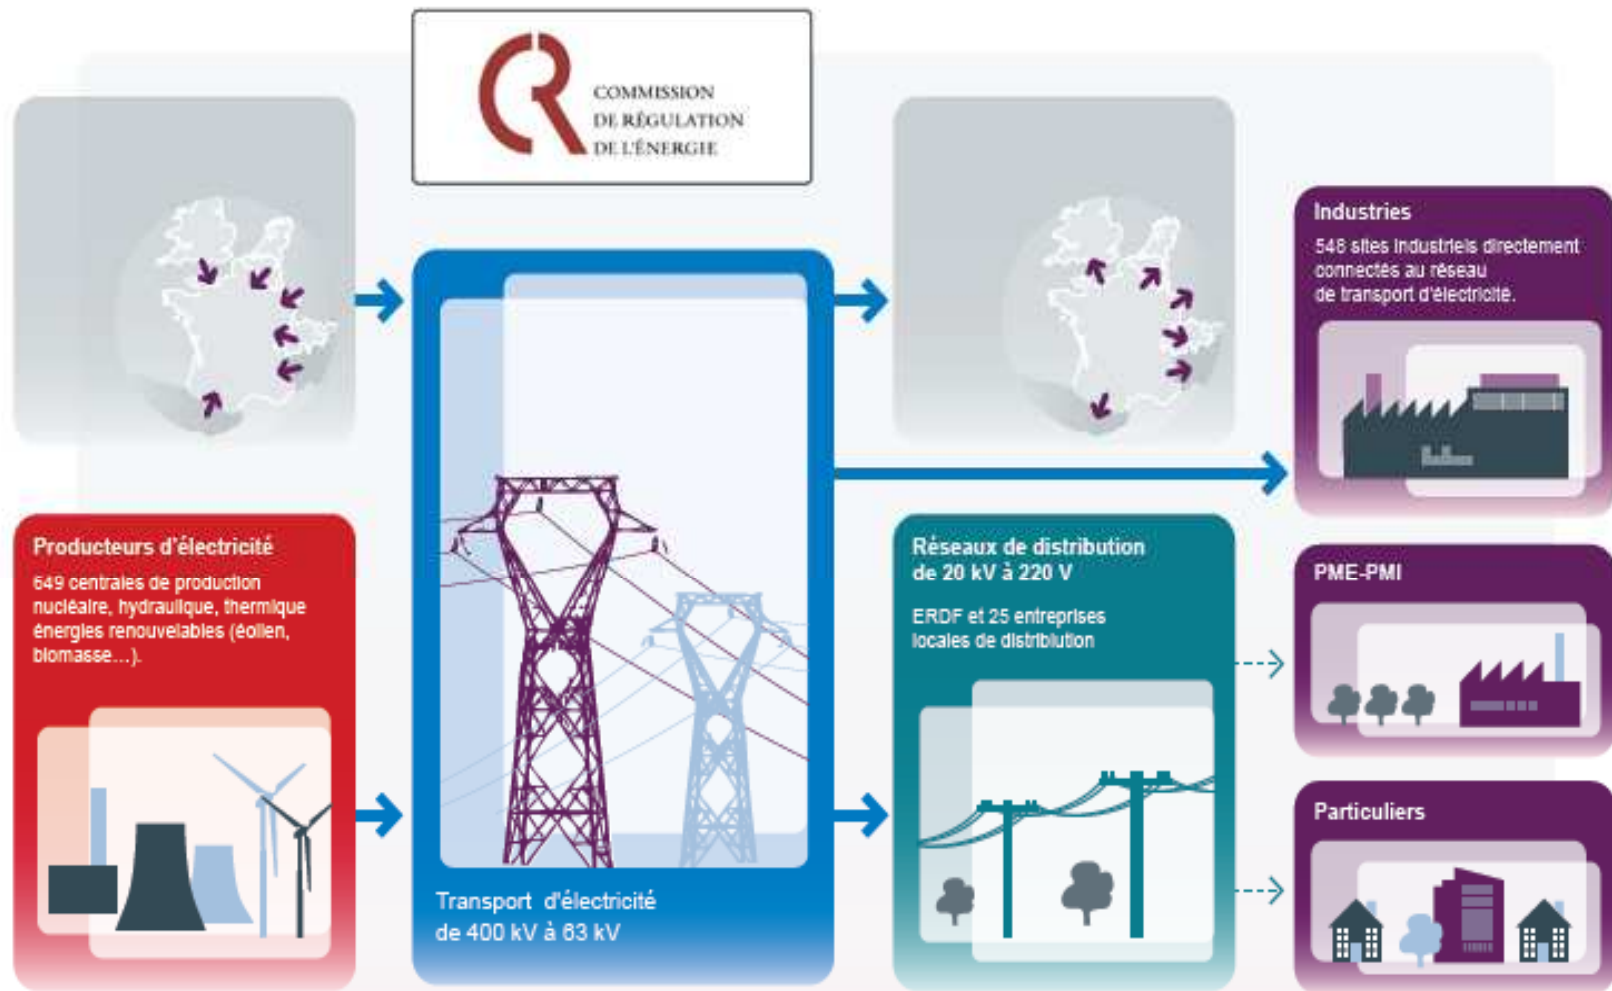 COMMISSION
DE RÉGULATION
DE L'ÉNERGIE
Industries
548 sites industriels directement
connectés au réseau
de transport d'électricité.
Producteurs d'électricité
649 centrales de production
nucléaire, hydraulique, thermique
énergies renouvelables (éolien,
biomasse...).
Transport d'électricité
de 400 kV à 63 kV
Réseaux de distribution
de 20 kV à 220 V
ERDF et 25 entreprises
locales de distribiution
PME-PMI
Particuliers